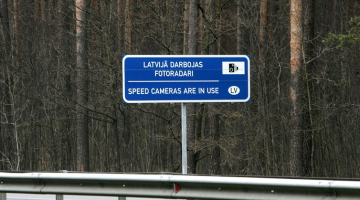 LATVIJĀ DARBOJAS
FOTORADARI
SPEED CAMERAS ARE IN USE
LV